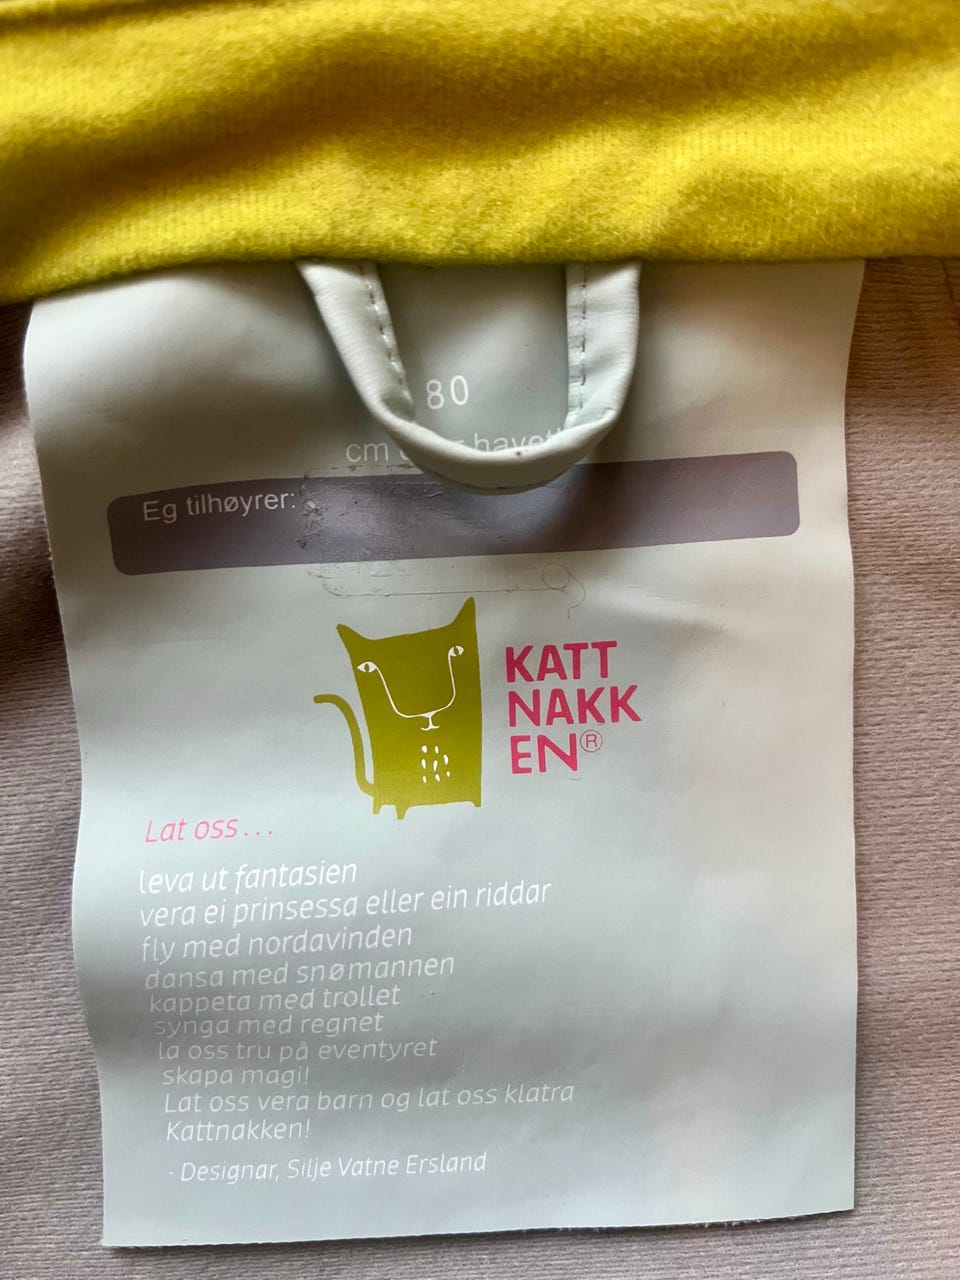 80
cm havet
Eg tilhøyrer:
KATT
NAKK
EN®
Lat oss...
leva ut fantasien
vera ei prinsessa eller ein riddar
fly med nordavinden
dansa med snømannen
kappeta med trollet
synga med regnet
la oss tru på eventyret
skapa magi!
Lat oss vera barn og lat oss klatra
Kattnakken!
- Designar, Silje Vatne Ersland